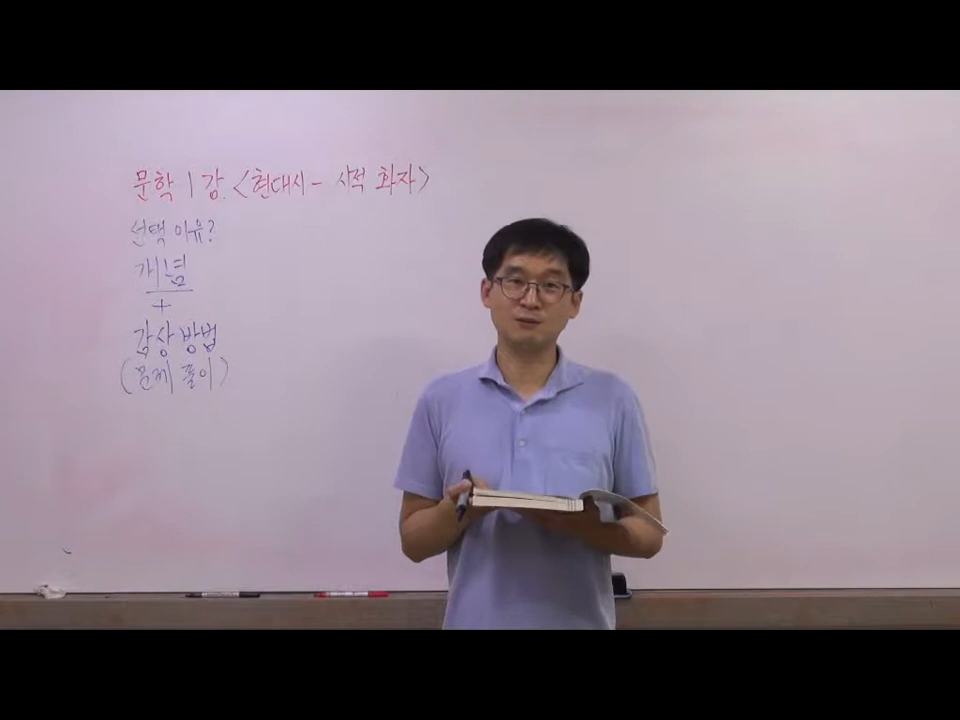 문학 1강 <현대시 - 시적 화자>
선택 이유?
개념
+
감상 방법
(문제 풀이)